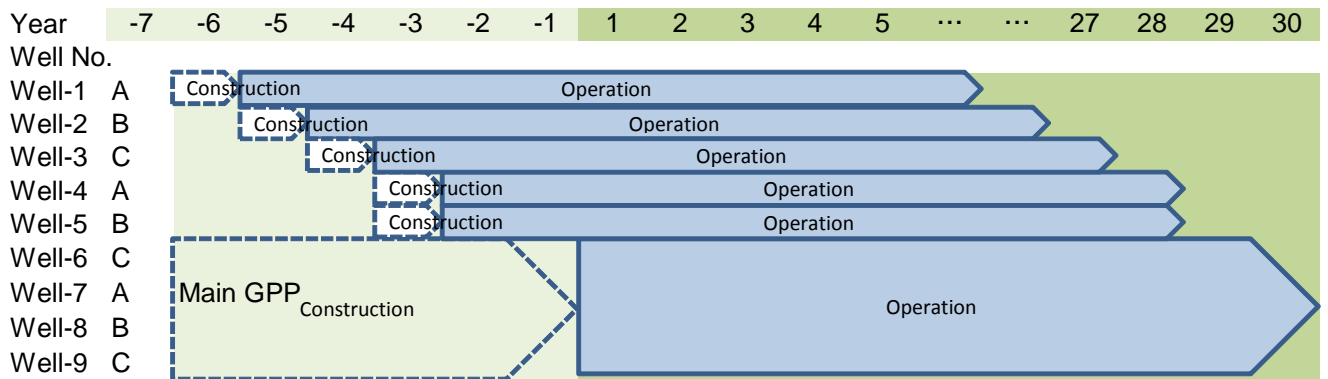 Year -7 -6 -5 -4 -3 -2 -1 1 2 3 4 5 ⋯ ⋯ 27 28 29 30
Well No.
Well-1 A Construction Operation
Well-2 B Construction Operation
Well-3 C Construction Operation
Well-4 A Construction Operation
Well-5 B Construction Operation
Well-6 C
Well-7 A Main GPP Construction Operation
Well-8 B
Well-9 C